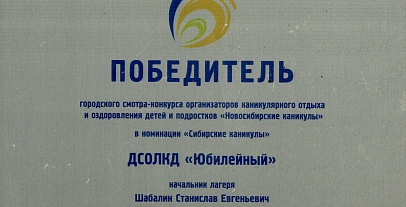 ПОБЕДИТЕЛЬ
городского смотра-конкурса организаторов каникулярного отдыха
и оздоровления детей и подростков «Новосибирские каникулы»
в номинации «Сибирские каникулы»
ДСОЛКД «Юбилейный»
начальник лагеря
Шабалин Станислав Евгеньевич